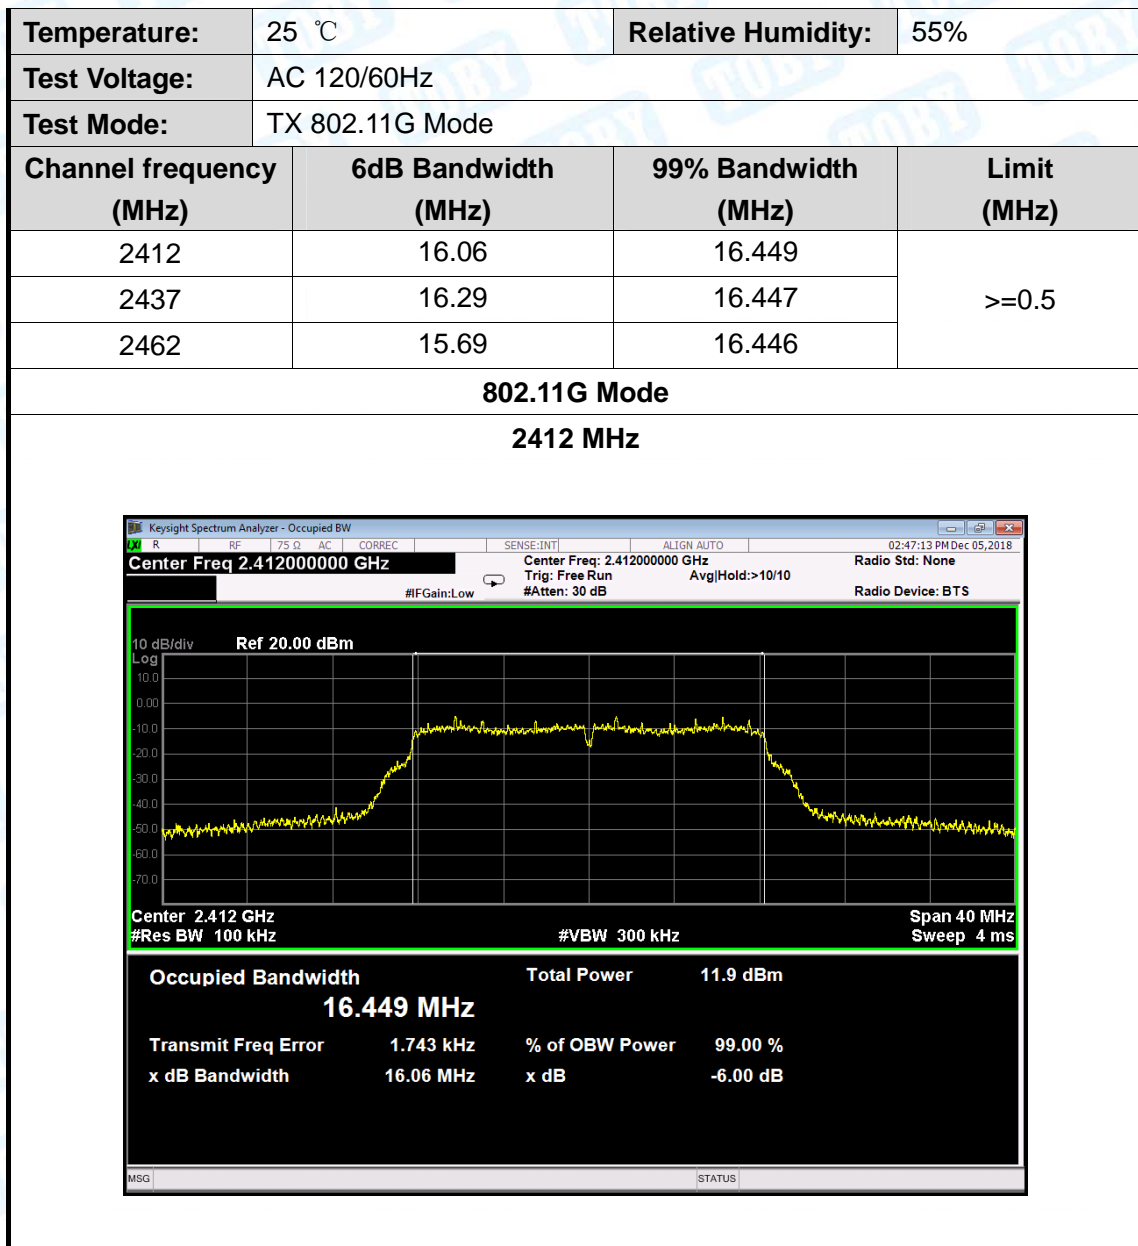 Temperature: 25 ℃ Relative Humidity: 55%
Test Voltage: AC 120/60Hz
Test Mode: TX 802.11G Mode
Channel frequency 6dB Bandwidth 99% Bandwidth Limit
(MHz) (MHz) (MHz) (MHz)
2412 16.06 16.449
2437 16.29 16.447 >=0.5
2462 15.69 16.446
802.11G Mode
2412 MHz
Keysight Spectrum Analyzer - Occupied BW
LXI R RF 75 Ω AC CORREC SENSE:INT ALIGN AUTO 02:47:13 PM Dec 05, 2018
Center Freq 2.412000000 GHz Center Freq: 2.412000000 GHz Radio Std: None
Trig: Free Run Avg|Hold:>10/10
#IFGain:Low #Atten: 30 dB Radio Device: BTS
10 dB/div Ref 20.00 dBm
Log
10.0
0.00
-10.0
-20.0
-30.0
-40.0
-50.0
-60.0
-70.0
Center 2.412 GHz Span 40 MHz
#Res BW 100 kHz #VBW 300 kHz Sweep 4 ms
Occupied Bandwidth Total Power 11.9 dBm
16.449 MHz
Transmit Freq Error 1.743 kHz % of OBW Power 99.00 %
x dB Bandwidth 16.06 MHz x dB -6.00 dB
MSG STATUS
TOBY